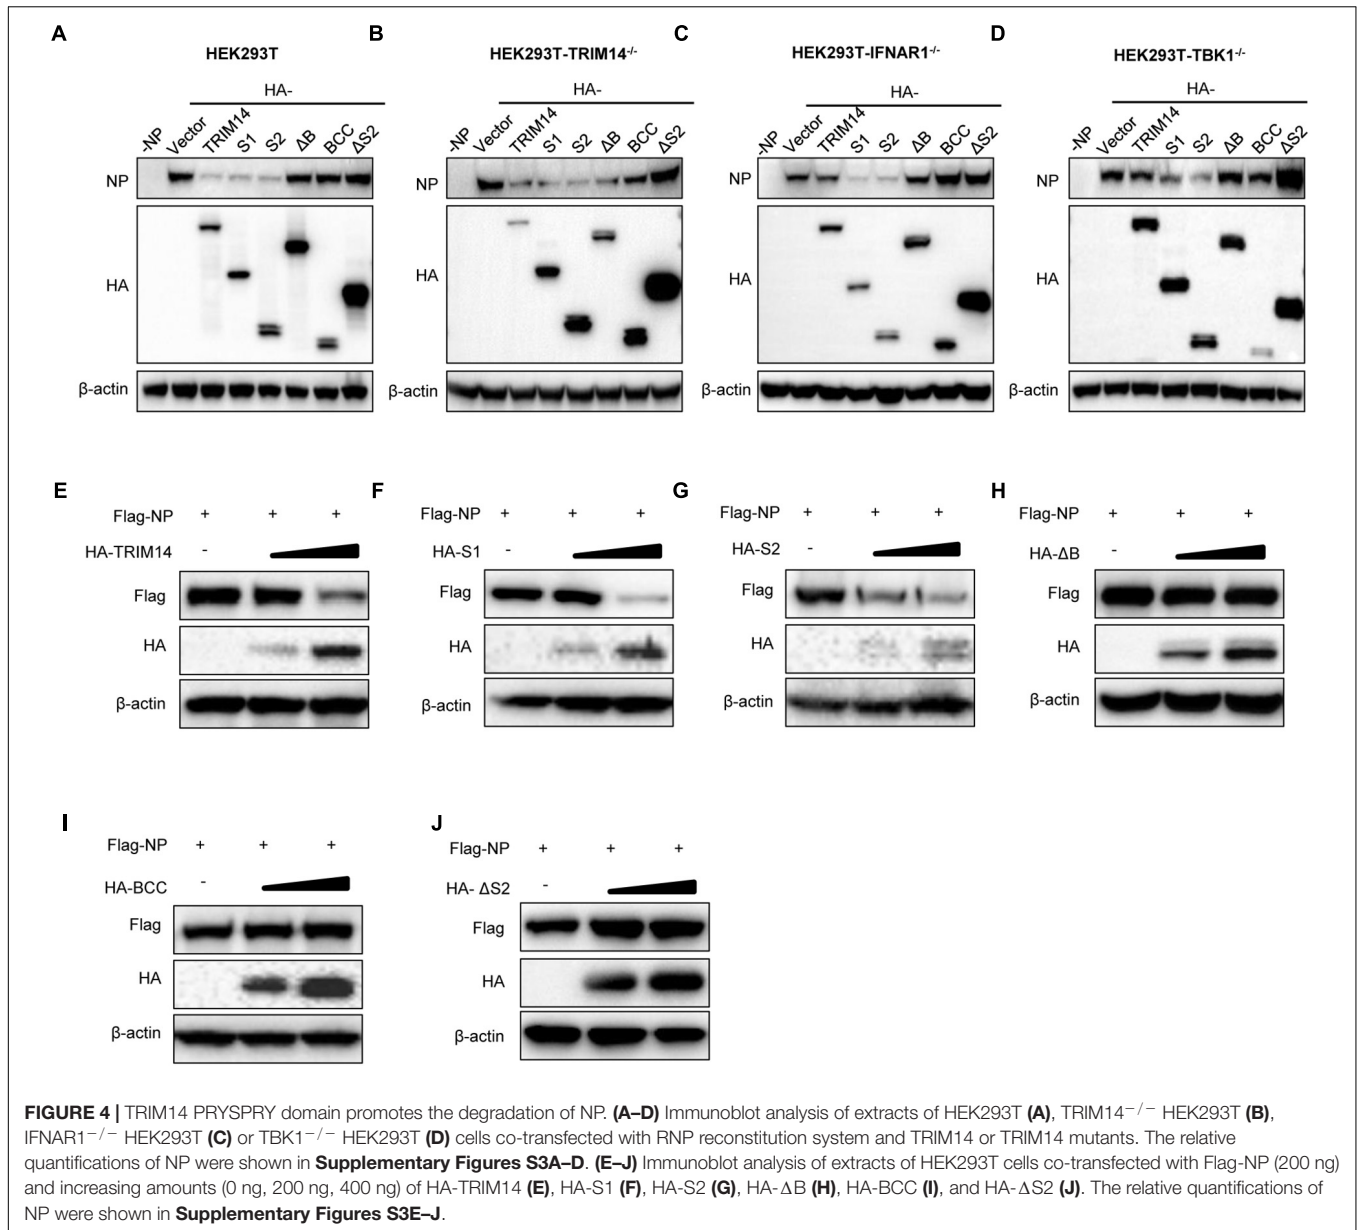 A
HEK293T
HA-
-NP Vector TRIM14 S1 S2 ΔB BCC ΔS2
NP
HA
β-actin
B
HEK293T-TRIM14-/-
HA-
-NP Vector TRIM14 S1 S2 ΔB BCC ΔS2
NP
HA
β-actin
C
HEK293T-IFNAR1-/-
HA-
-NP Vector TRIM14 S1 S2 ΔB BCC ΔS2
NP
HA
β-actin
D
HEK293T-TBK1-/-
HA-
-NP Vector TRIM14 S1 S2 ΔB BCC ΔS2
NP
HA
β-actin
E
Flag-NP + + +
HA-TRIM14 -
Flag
HA
β-actin
F
Flag-NP + + +
HA-S1 -
Flag
HA
β-actin
G
Flag-NP + + +
HA-S2 -
Flag
HA
β-actin
H
Flag-NP + + +
HA-ΔB -
Flag
HA
β-actin
I
Flag-NP + + +
HA-BCC -
Flag
HA
β-actin
J
Flag-NP + + +
HA- ΔS2 -
Flag
HA
β-actin
FIGURE 4 | TRIM14 PRYSPRY domain promotes the degradation of NP. (A–D) Immunoblot analysis of extracts of HEK293T (A), TRIM14−/− HEK293T (B),
IFNAR1−/− HEK293T (C) or TBK1−/− HEK293T (D) cells co-transfected with RNP reconstitution system and TRIM14 or TRIM14 mutants. The relative
quantifications of NP were shown in Supplementary Figures S3A–D. (E–J) Immunoblot analysis of extracts of HEK293T cells co-transfected with Flag-NP (200 ng)
and increasing amounts (0 ng, 200 ng, 400 ng) of HA-TRIM14 (E), HA-S1 (F), HA-S2 (G), HA-ΔB (H), HA-BCC (I), and HA-ΔS2 (J). The relative quantifications of
NP were shown in Supplementary Figures S3E–J.